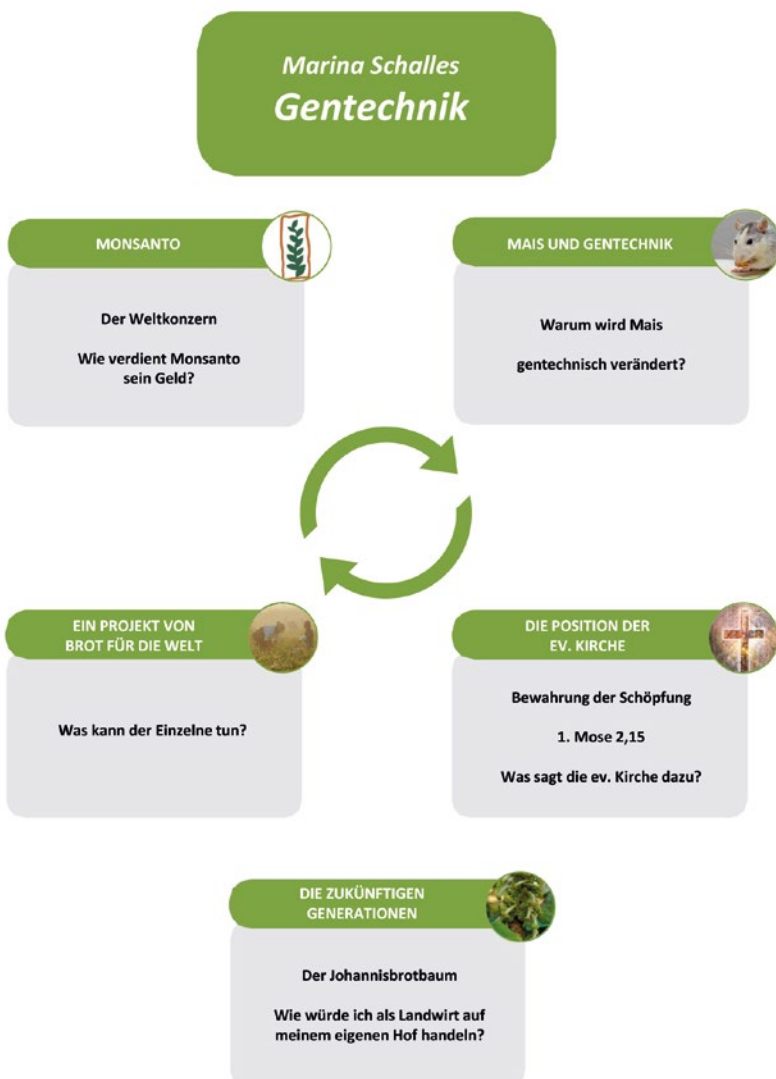 Marina Schalles
Gentechnik
MONSANTO
Der Weltkonzern
Wie verdient Monsanto
sein Geld?
MAIS UND GENTECHNIK
Warum wird Mais
gentechnisch verändert?
EIN PROJEKT VON
BROT FÜR DIE WELT
Was kann der Einzelne tun?
DIE POSITION DER
EV. KIRCHE
Bewahrung der Schöpfung
1. Mose 2,15
Was sagt die ev. Kirche dazu?
DIE ZUKÜNFTIGEN
GENERATIONEN
Der Johannisbrotbaum
Wie würde ich als Landwirt auf
meinem eigenen Hof handeln?